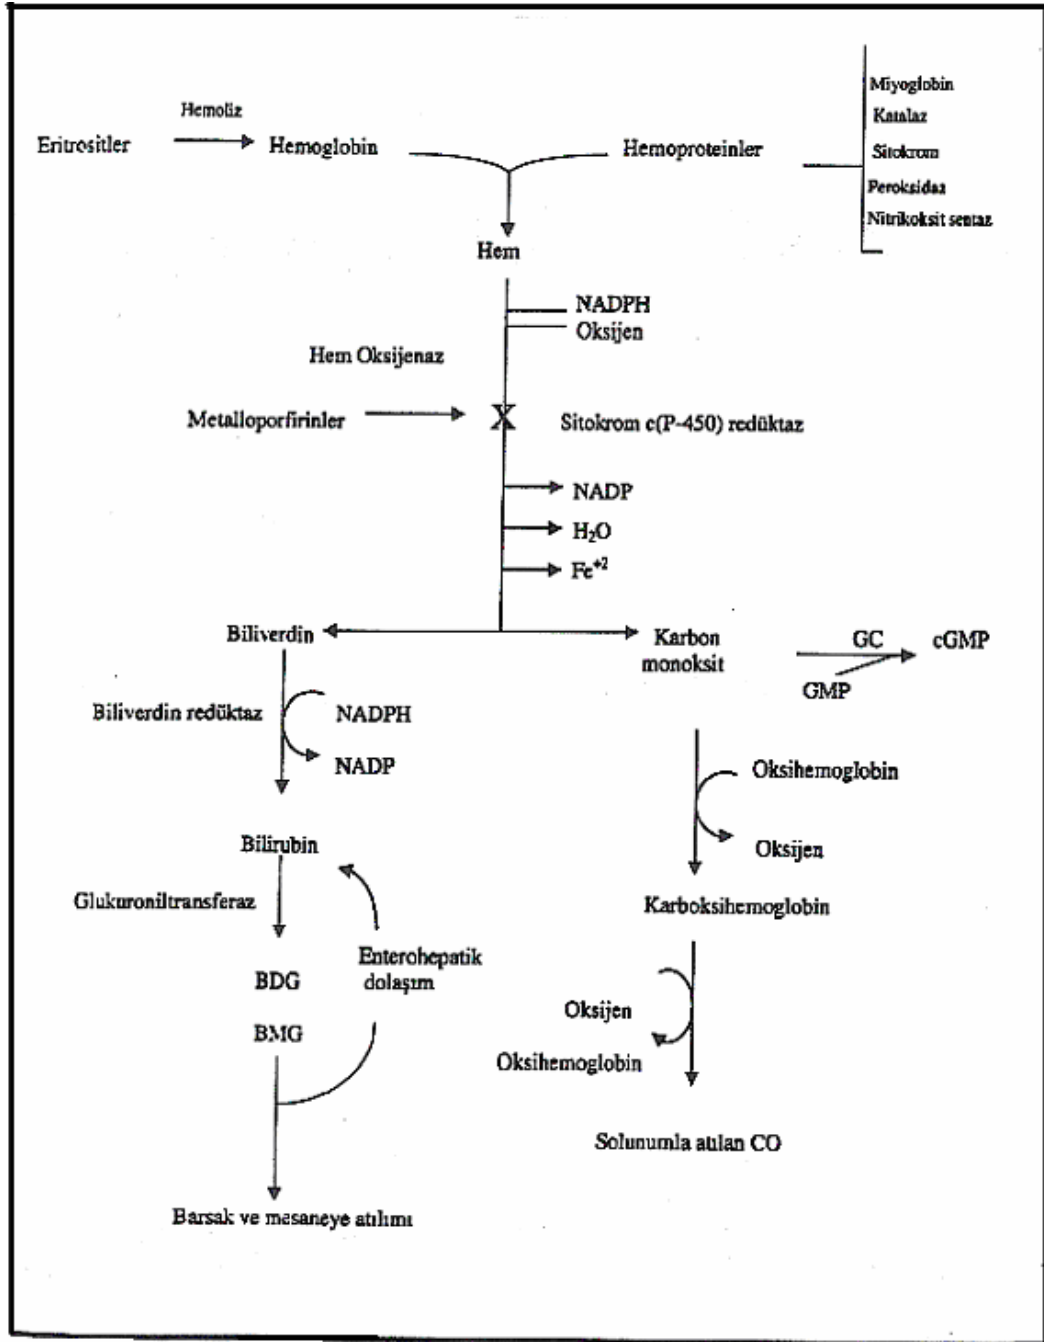 Hemoliz
Eritrositler
Hemoglobin
Hemoproteinler
Miyoglobin
Katalaz
Sitokrom
Peroksidaz
Nitrikoksit sentaz
Hem
NADPH
Oksijen
Hem Oksijenaz
Metalloporfirinler
X
Sitokrom c(P-450) redüktaz
NADP
H₂O
Fe⁺²
Biliverdin
Karbon
monoksit
GC
cGMP
GMP
Biliverdin redüktaz
NADPH
NADP
Oksihemoglobin
Oksijen
Bilirubin
Glukuroniltransferaz
Karboksihemoglobin
Enterohepatik
dolaşım
BDG
BMG
Oksijen
Oksihemoglobin
Solunumla atılan CO
Barsak ve mesaneye atılımı